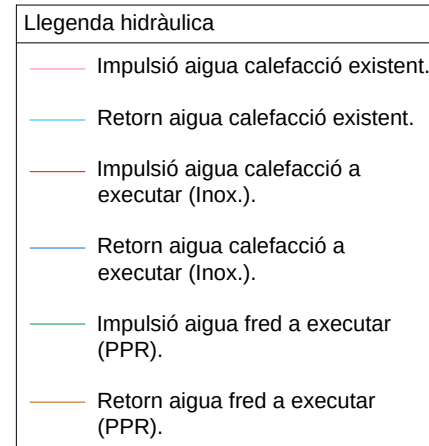 Llegenda hidràulica
Impulsió aigua calefacció existent.
Retorn aigua calefacció existent.
Impulsió aigua calefacció a
executar (Inox.).
Retorn aigua calefacció a
executar (Inox.).
Impulsió aigua fred a executar
(PPR).
Retorn aigua fred a executar
(PPR).